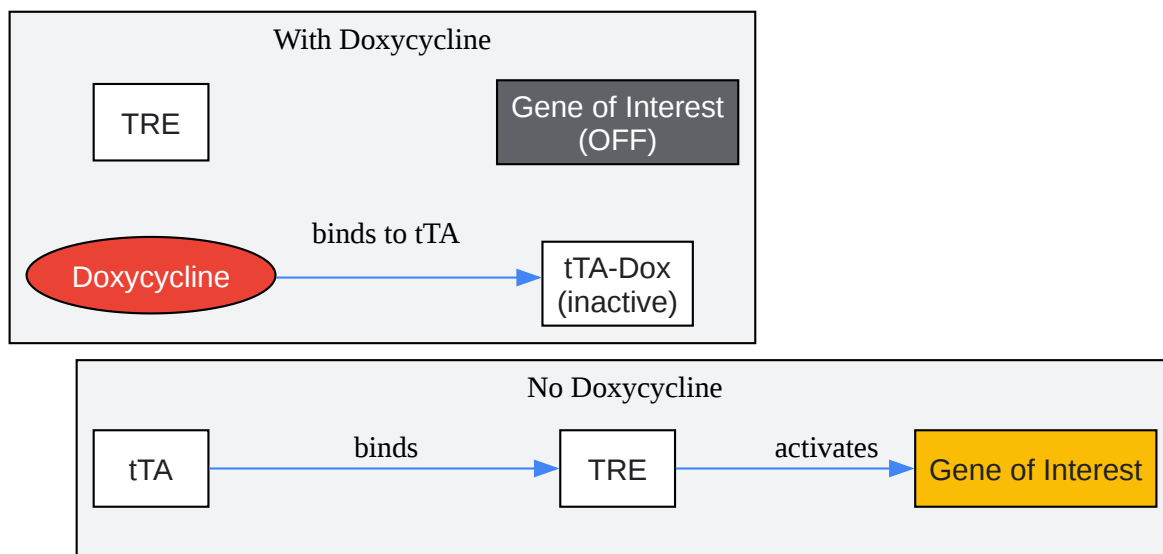 With Doxycycline
TRE
Gene of Interest
(OFF)
binds to tTA
Doxycycline
tTA-Dox
(inactive)
No Doxycycline
tTA
binds
TRE
activates
Gene of Interest